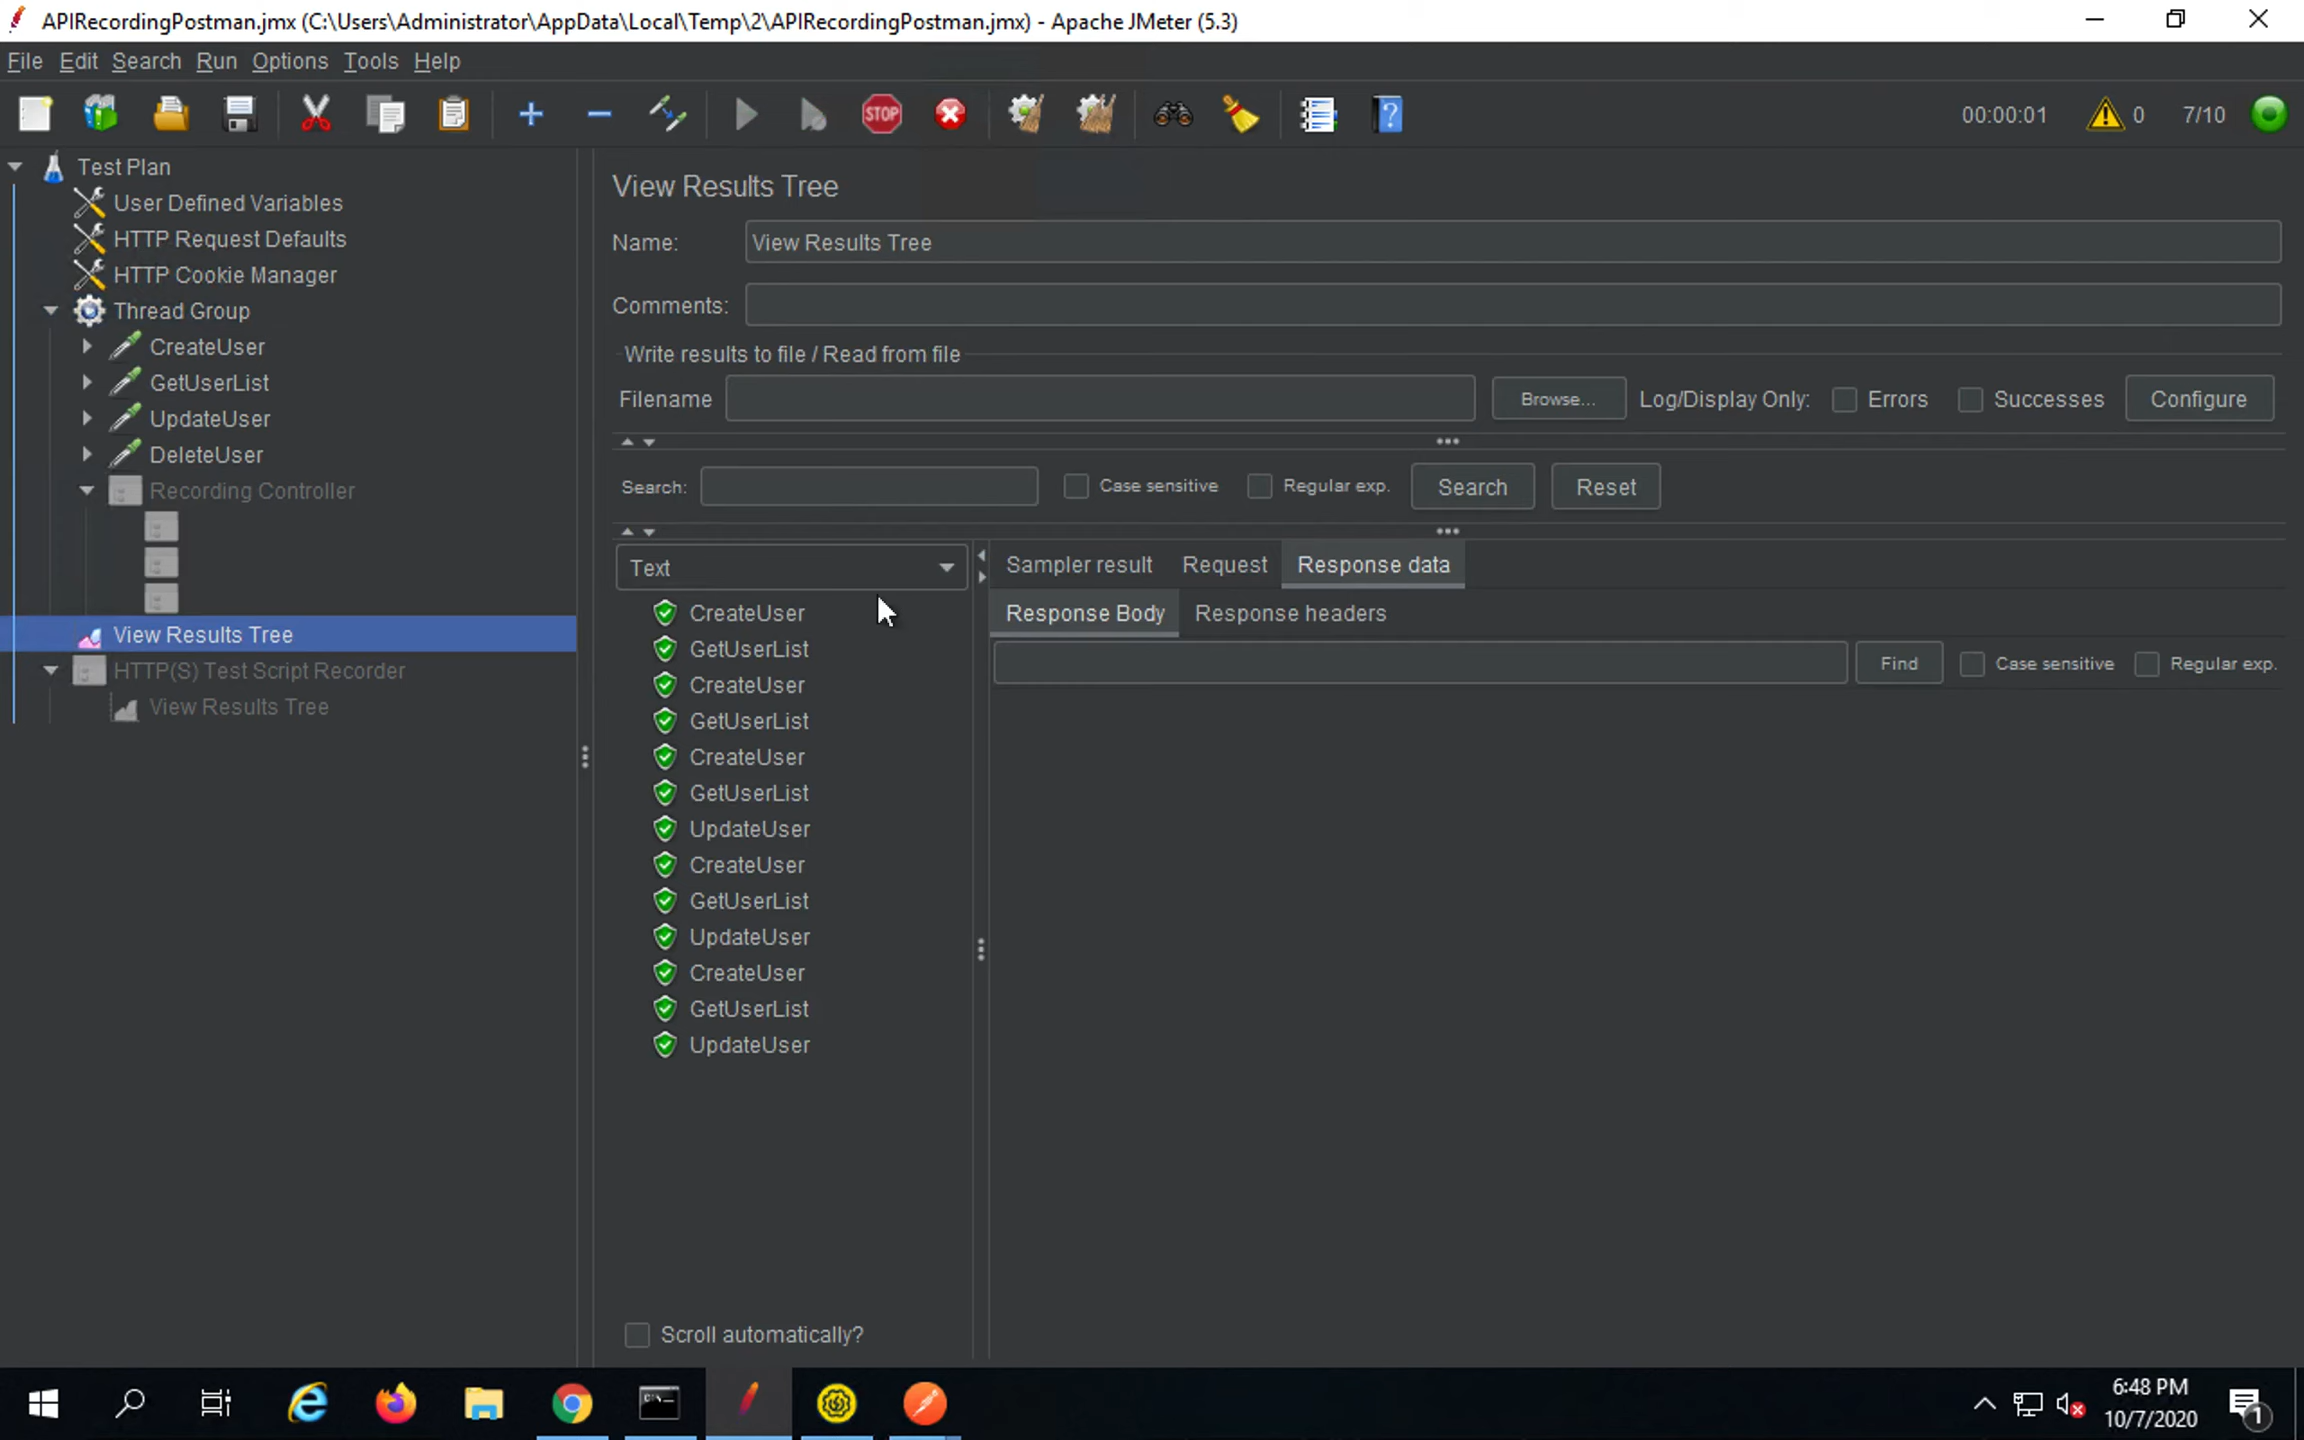 APIRecordingPostman.jmx (C:\Users\Administrator\AppData\Local\Temp\2\APIRecordingPostman.jmx) - Apache JMeter (5.3)
File Edit Search Run Options Tools Help
STOP
00:00:01
0
7/10
Test Plan
User Defined Variables
HTTP Request Defaults
HTTP Cookie Manager
Thread Group
CreateUser
GetUserList
UpdateUser
DeleteUser
Recording Controller
View Results Tree
HTTP(S) Test Script Recorder
View Results Tree
View Results Tree
Name: View Results Tree
Comments:
Write results to file / Read from file
Filename Browse... Log/Display Only: Errors Successes Configure
Search: Case sensitive Regular exp. Search Reset
Text
CreateUser
GetUserList
CreateUser
GetUserList
CreateUser
GetUserList
UpdateUser
CreateUser
GetUserList
UpdateUser
CreateUser
GetUserList
UpdateUser
Scroll automatically?
Sampler result Request Response data
Response Body Response headers
Find Case sensitive Regular exp.
6:48 PM
10/7/2020
1